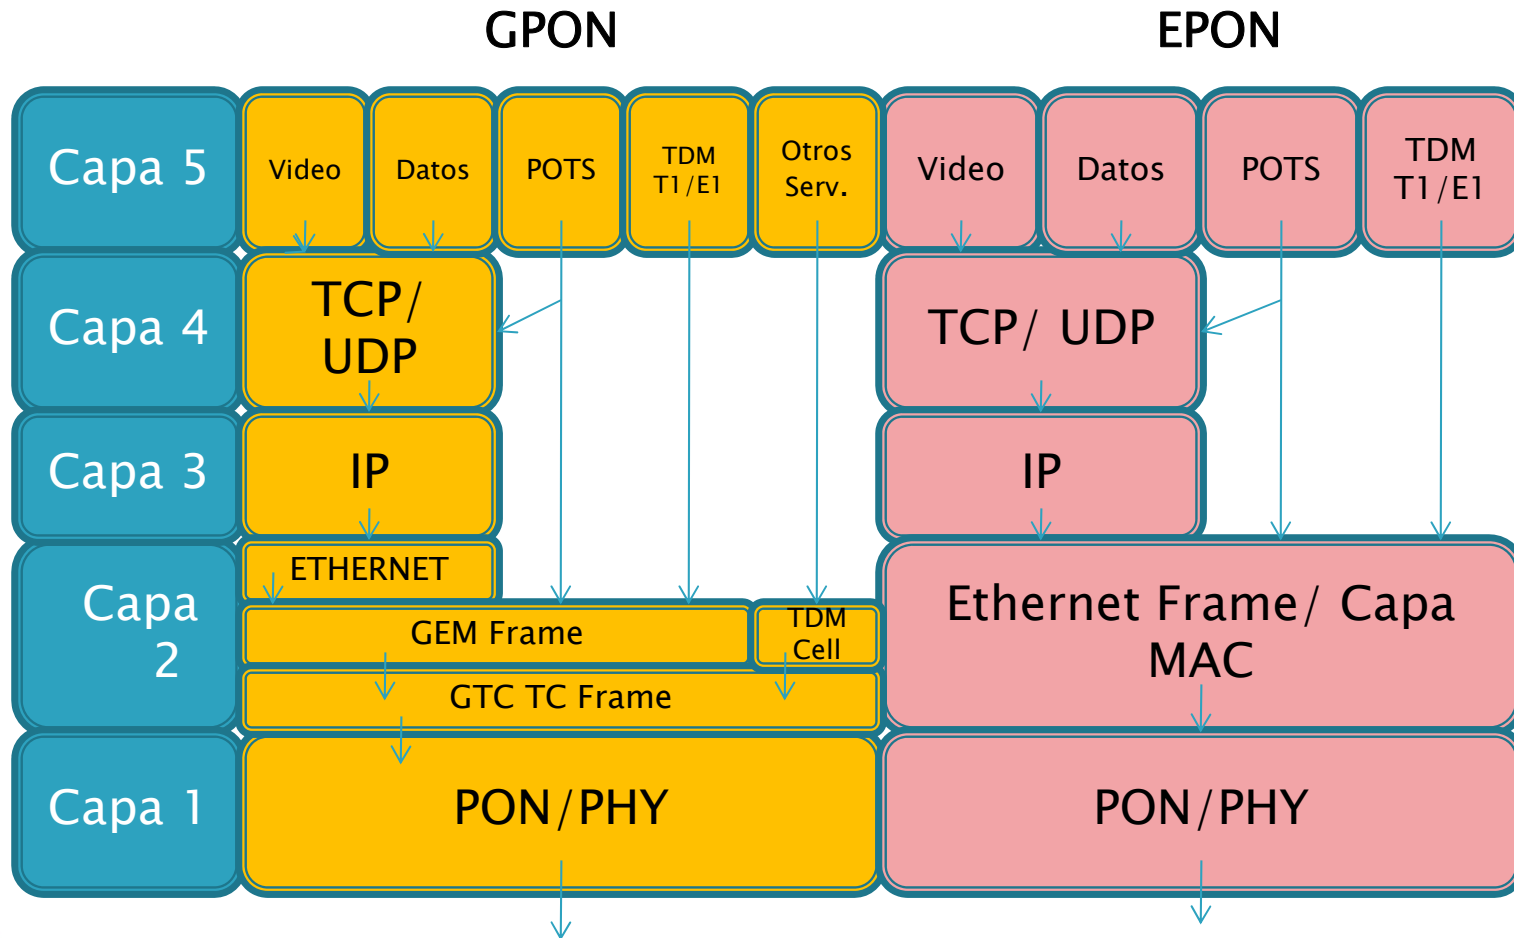 GPON
EPON
Capa 5
Video
Datos
POTS
TDM
T1/E1
Otros
Serv.
Video
Datos
POTS
TDM
T1/E1
Capa 4
TCP/
UDP
TCP/ UDP
Capa 3
IP
IP
Capa
2
ETHERNET
GEM Frame
TDM
Cell
GTC TC Frame
Ethernet Frame/ Capa
MAC
Capa 1
PON/PHY
PON/PHY